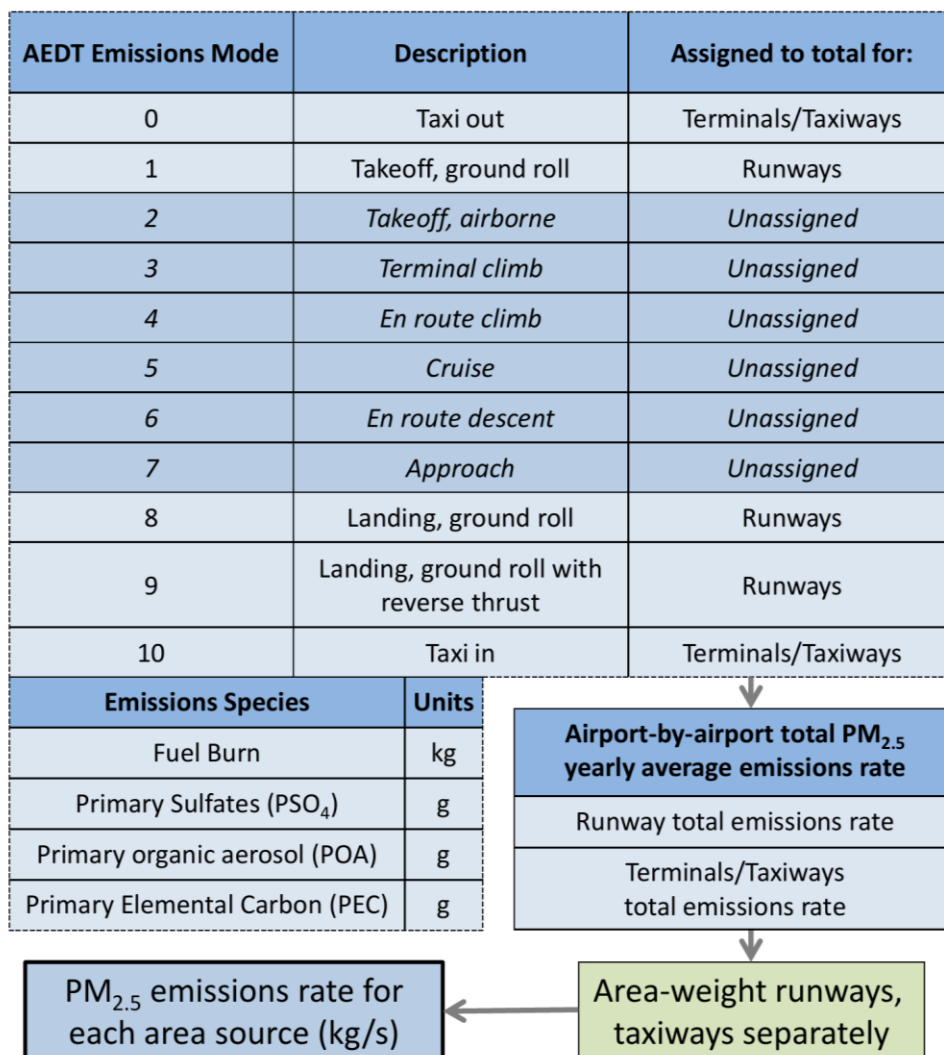 AEDT Emissions Mode Description Assigned to total for:
0 Taxi out Terminals/Taxiways
1 Takeoff, ground roll Runways
2 Takeoff, airborne Unassigned
3 Terminal climb Unassigned
4 En route climb Unassigned
5 Cruise Unassigned
6 En route descent Unassigned
7 Approach Unassigned
8 Landing, ground roll Runways
9 Landing, ground roll with reverse thrust Runways
10 Taxi in Terminals/Taxiways
Emissions Species Units
Fuel Burn kg
Primary Sulfates (PSO₄) g
Primary organic aerosol (POA) g
Primary Elemental Carbon (PEC) g
Airport-by-airport total PM₂.₅
yearly average emissions rate
Runway total emissions rate
Terminals/Taxiways
total emissions rate
Area-weight runways,
taxiways separately
PM₂.₅ emissions rate for
each area source (kg/s)